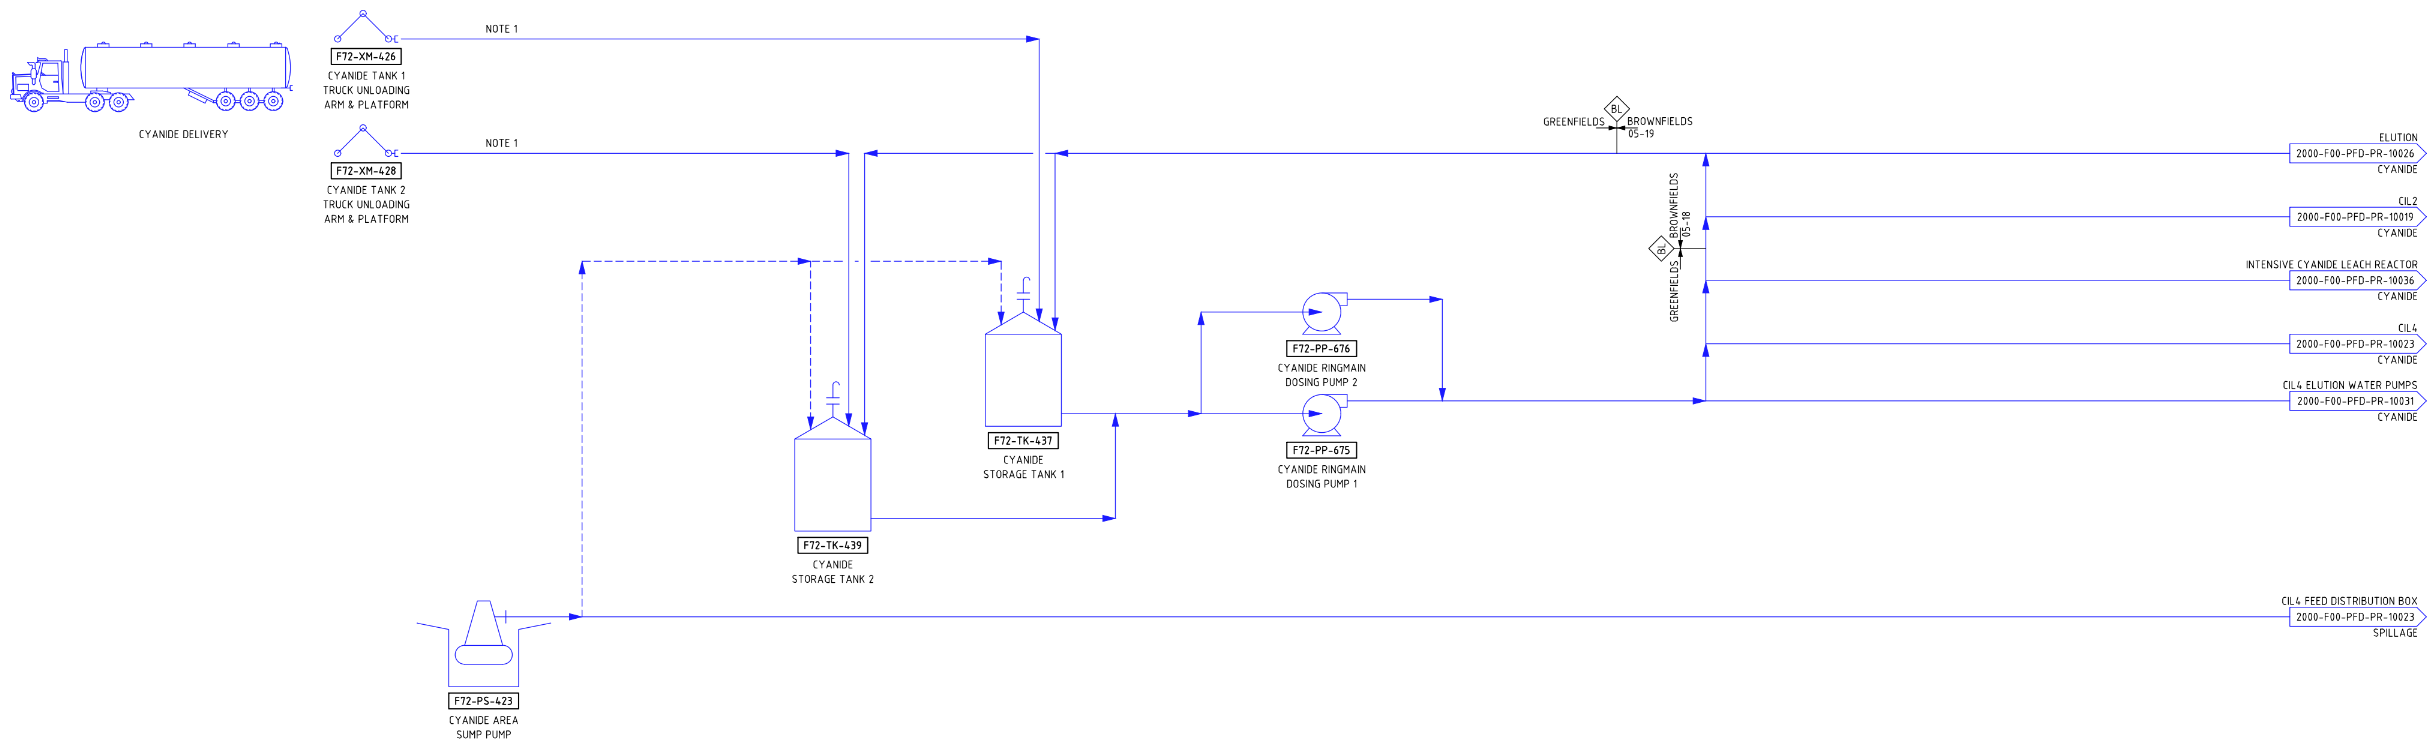 NOTE 1
F72-XM-426
CYANIDE TANK 1
TRUCK UNLOADING
ARM & PLATFORM
CYANIDE DELIVERY
NOTE 1
F72-XM-428
CYANIDE TANK 2
TRUCK UNLOADING
ARM & PLATFORM
BL
GREENFIELDS
BROWNFIELDS
05-19
ELUTION
2000-F00-PFD-PR-10026
CYANIDE
BL
GREENFIELDS
BROWNFIELDS
05-18
CIL2
2000-F00-PFD-PR-10019
CYANIDE
INTENSIVE CYANIDE LEACH REACTOR
2000-F00-PFD-PR-10036
CYANIDE
CIL4
2000-F00-PFD-PR-10023
CYANIDE
CIL4 ELUTION WATER PUMPS
2000-F00-PFD-PR-10031
CYANIDE
F72-PP-676
CYANIDE RINGMAIN
DOSING PUMP 2
F72-PP-675
CYANIDE RINGMAIN
DOSING PUMP 1
F72-TK-437
CYANIDE
STORAGE TANK 1
F72-TK-439
CYANIDE
STORAGE TANK 2
CIL4 FEED DISTRIBUTION BOX
2000-F00-PFD-PR-10023
SPILLAGE
F72-PS-423
CYANIDE AREA
SUMP PUMP